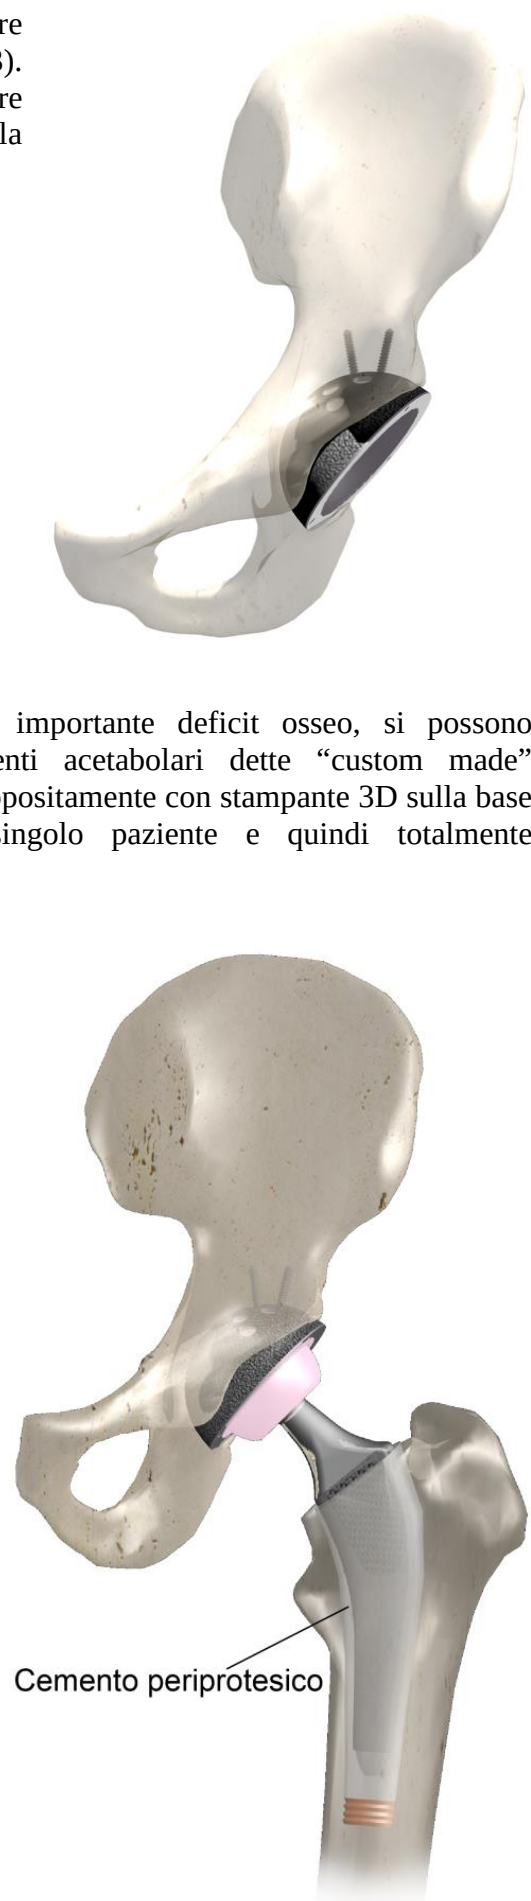 re
).
re
la
importante deficit osseo, si possono
enti acetabolari dette “custom made”
ppositamente con stampante 3D sulla base
singolo paziente e quindi totalmente
Cemento periprotesico